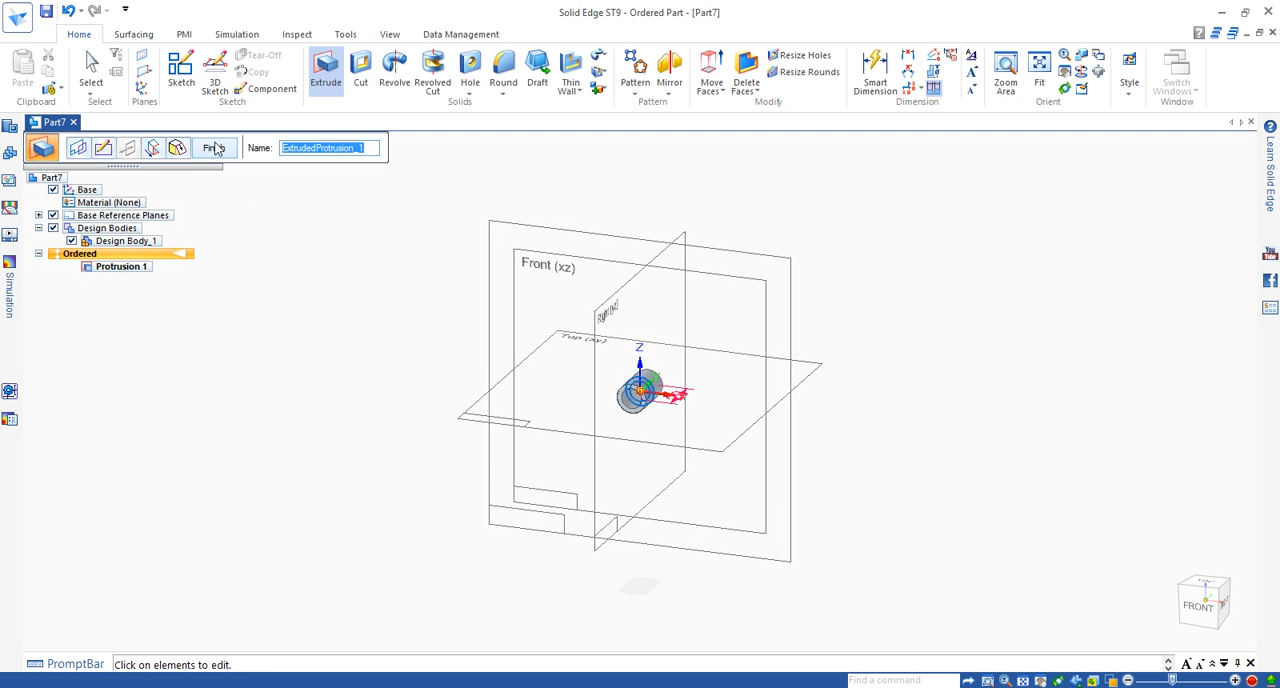 Solid Edge ST9 - Ordered Part - [Part7]
Home Surfacing PMI Simulation Inspect Tools View Data Management
Paste
Clipboard
Select
Select
Planes
Sketch
3D Sketch
Tear-Off
Copy
Component
Sketch
Extrude
Cut
Revolve
Revolved Cut
Hole
Round
Draft
Thin Wall
Solids
Pattern
Mirror
Pattern
Move Faces
Delete Faces
Resize Holes
Resize Rounds
Modify
Smart Dimension
Dimension
Zoom Area
Fit
Orient
Style
Switch Windows
Window
Part7
Name: ExtrudedProtrusion_1
Part7
Base
Material (None)
Base Reference Planes
Design Bodies
Design Body_1
Ordered
Protrusion 1
Simulation
Learn Solid Edge
Front (xz)
Top (xy)
Z
FRONT
PromptBar
Click on elements to edit.
Find a command